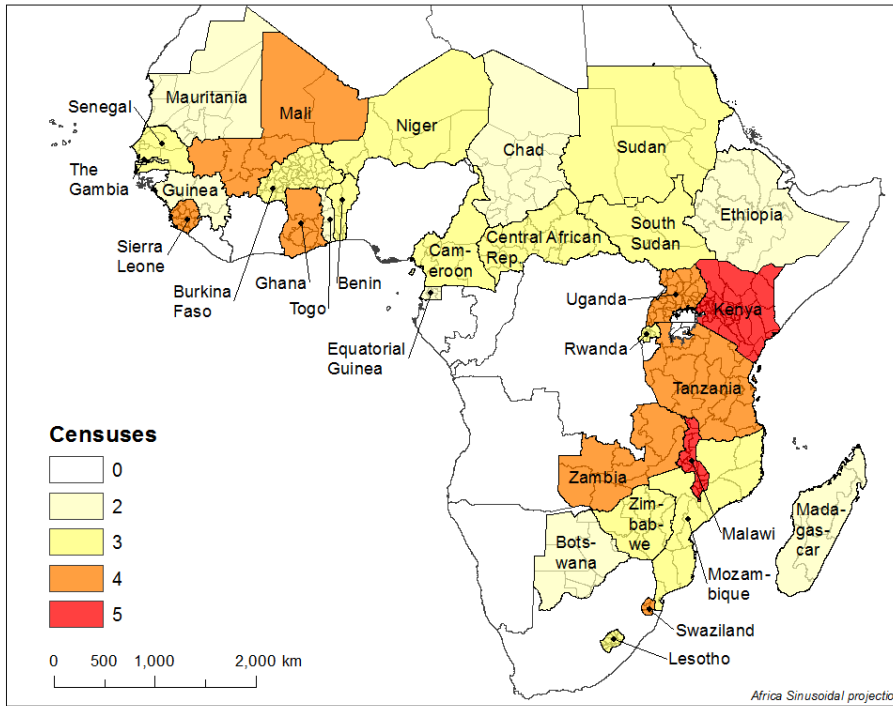 Mauritania
Senegal
Mali
Niger
Chad
Sudan
The
Gambia
Guinea
Ethiopia
South
Sudan
Sierra
Leone
Cam-
eroon
Central African
Rep.
Burkina
Faso
Ghana
Togo
Benin
Uganda
Kenya
Equatorial
Guinea
Rwanda
Tanzania
Censuses
0
2
3
4
5
Zambia
Zim-
bab-
we
Malawi
Mada-
gas-
car
Bots-
wana
Mozam-
bique
Swaziland
Lesotho
0 500 1,000 2,000 km
Africa Sinusoidal projectio